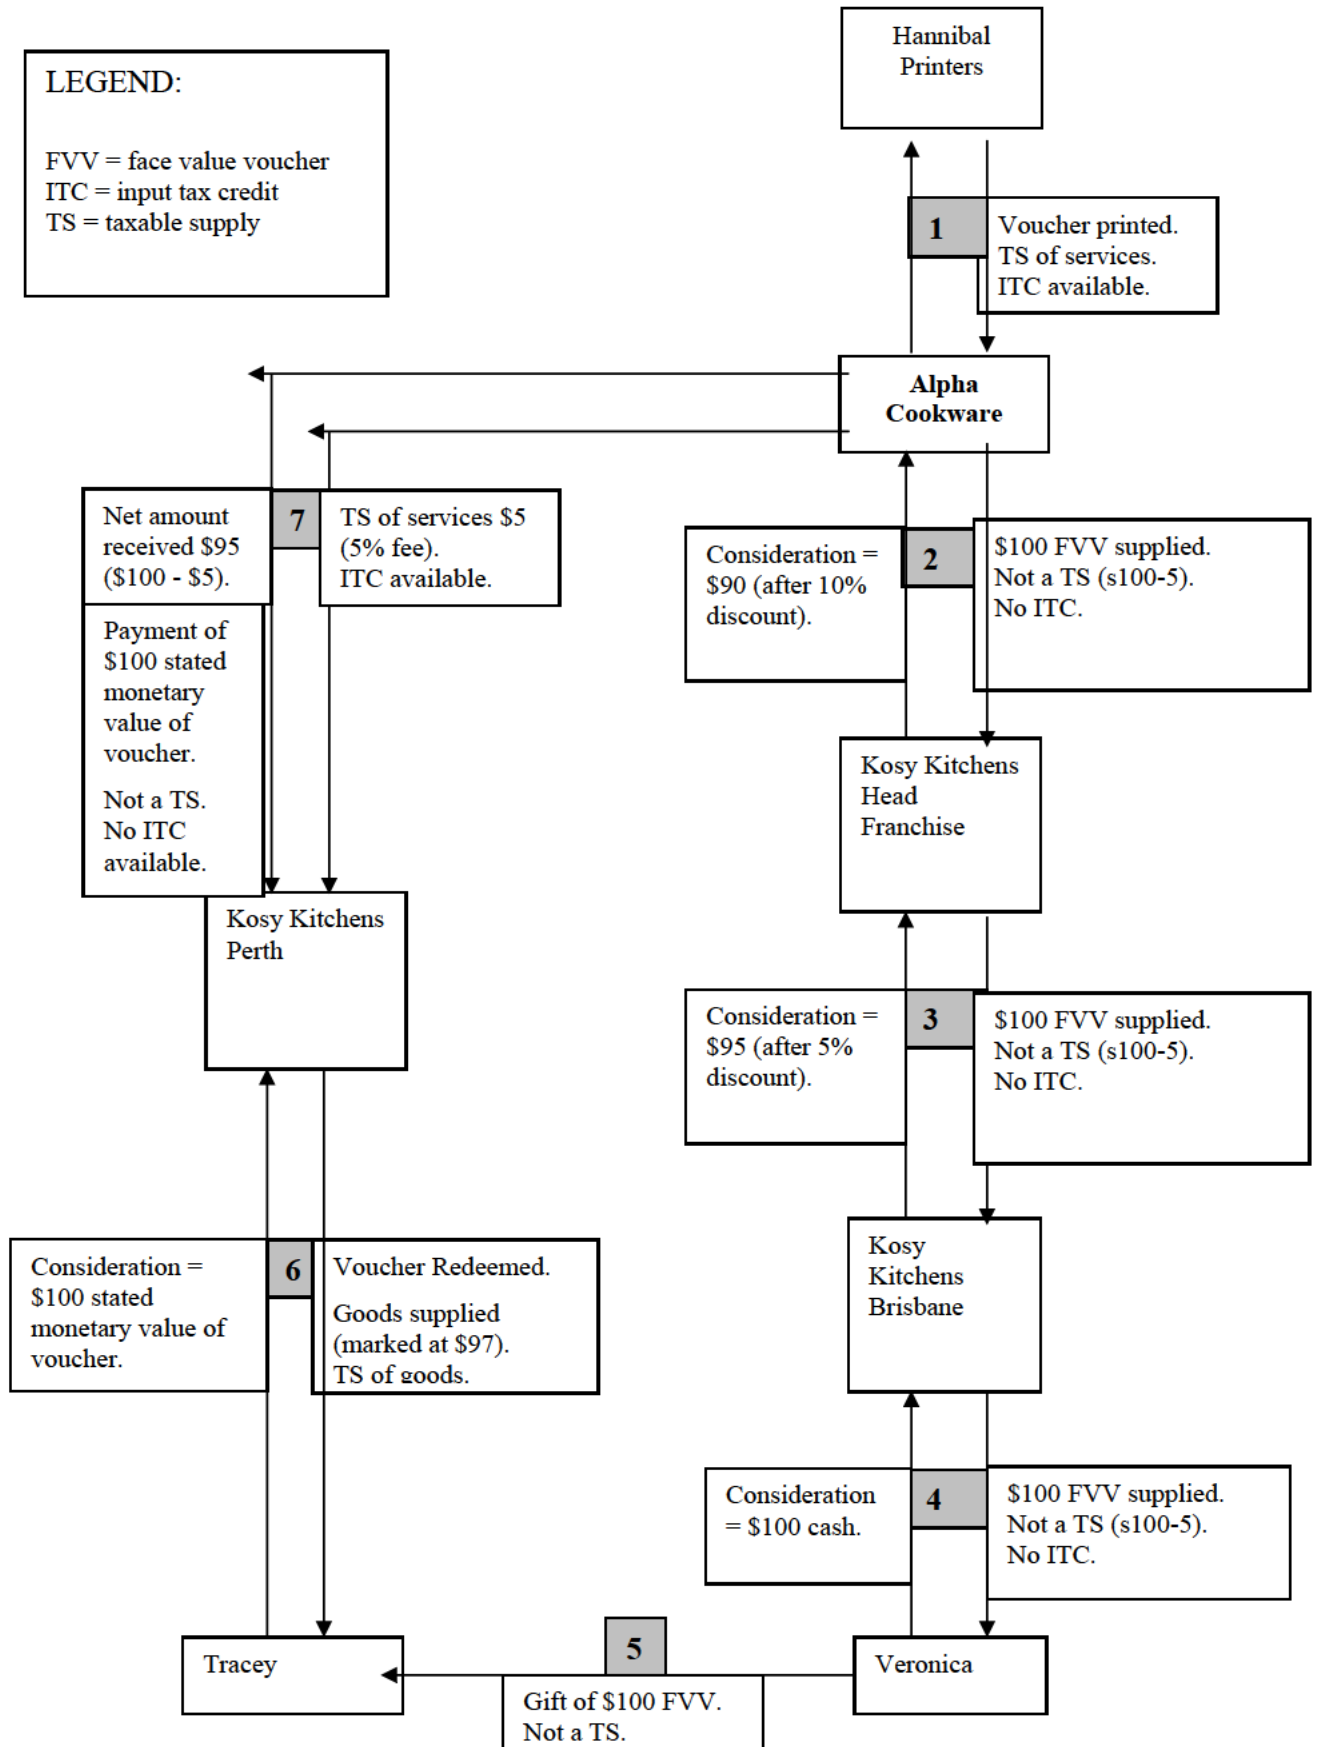 Hannibal
Printers
LEGEND:
FVV = face value voucher
ITC = input tax credit
TS = taxable supply
1
Voucher printed.
TS of services.
ITC available.
Alpha
Cookware
Net amount
received $95
($100 - $5).
7
TS of services $5
(5% fee).
ITC available.
Payment of
$100 stated
monetary
value of
voucher.
Not a TS.
No ITC
available.
Consideration =
$90 (after 10%
discount).
2
$100 FVV supplied.
Not a TS (s100-5).
No ITC.
Kosy Kitchens
Head
Franchise
Kosy Kitchens
Perth
Consideration =
$95 (after 5%
discount).
3
$100 FVV supplied.
Not a TS (s100-5).
No ITC.
Kosy
Kitchens
Brisbane
Consideration =
$100 stated
monetary value of
voucher.
6
Voucher Redeemed.
Goods supplied
(marked at $97).
TS of goods.
Consideration
= $100 cash.
4
$100 FVV supplied.
Not a TS (s100-5).
No ITC.
Tracey
5
Veronica
Gift of $100 FVV.
Not a TS.